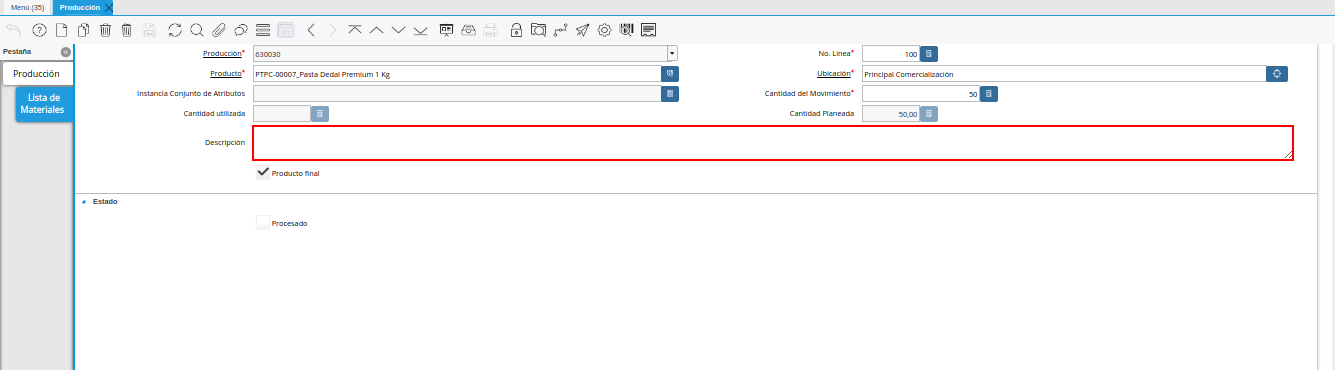 Menú (35) Producción
Pestaña
Producción
Lista de
Materiales
Producción* 630030 No. Línea* 100
Producto* PTPC-00007_Pasta Dedal Premium 1 Kg Ubicación* Principal Comercialización
Instancia Conjunto de Atributos Cantidad del Movimiento* 50
Cantidad utilizada Cantidad Planeada 50,00
Descripción
Producto final
Estado
Procesado